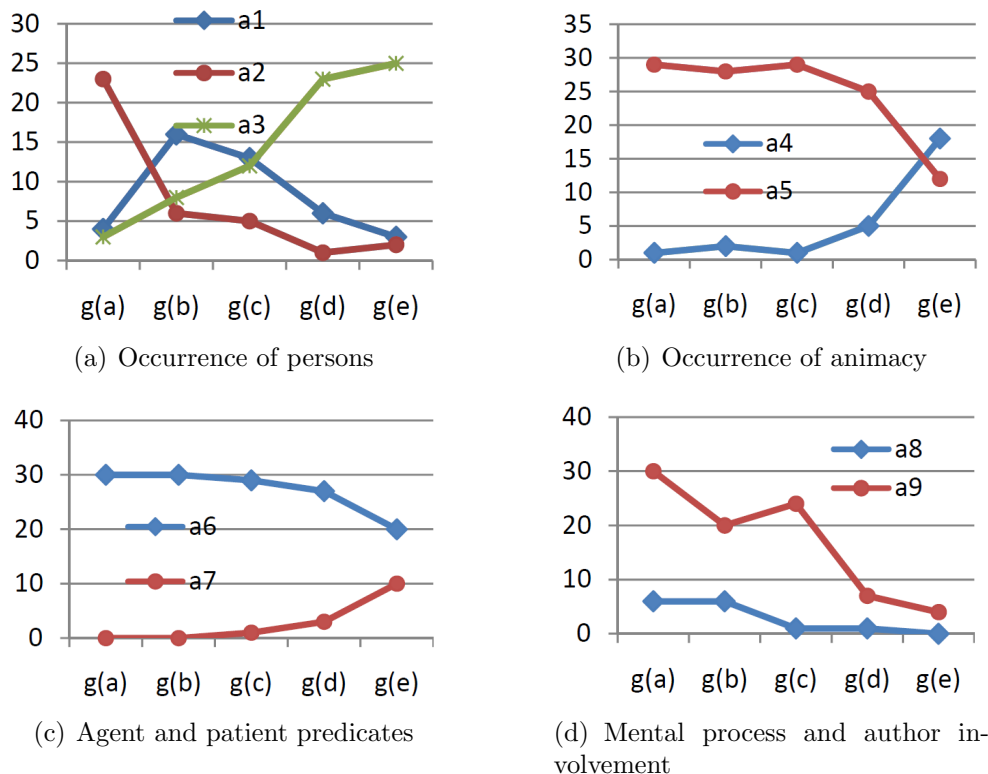 30
25
20
15
10
5
0
a1
a2
a3
g(a) g(b) g(c) g(d) g(e)
(a) Occurrence of persons
35
30
25
20
15
10
5
0
a4
a5
g(a) g(b) g(c) g(d) g(e)
(b) Occurrence of animacy
40
30
20
10
0
a6
a7
g(a) g(b) g(c) g(d) g(e)
(c) Agent and patient predicates
40
30
20
10
0
a8
a9
g(a) g(b) g(c) g(d) g(e)
(d) Mental process and author in-
volvement